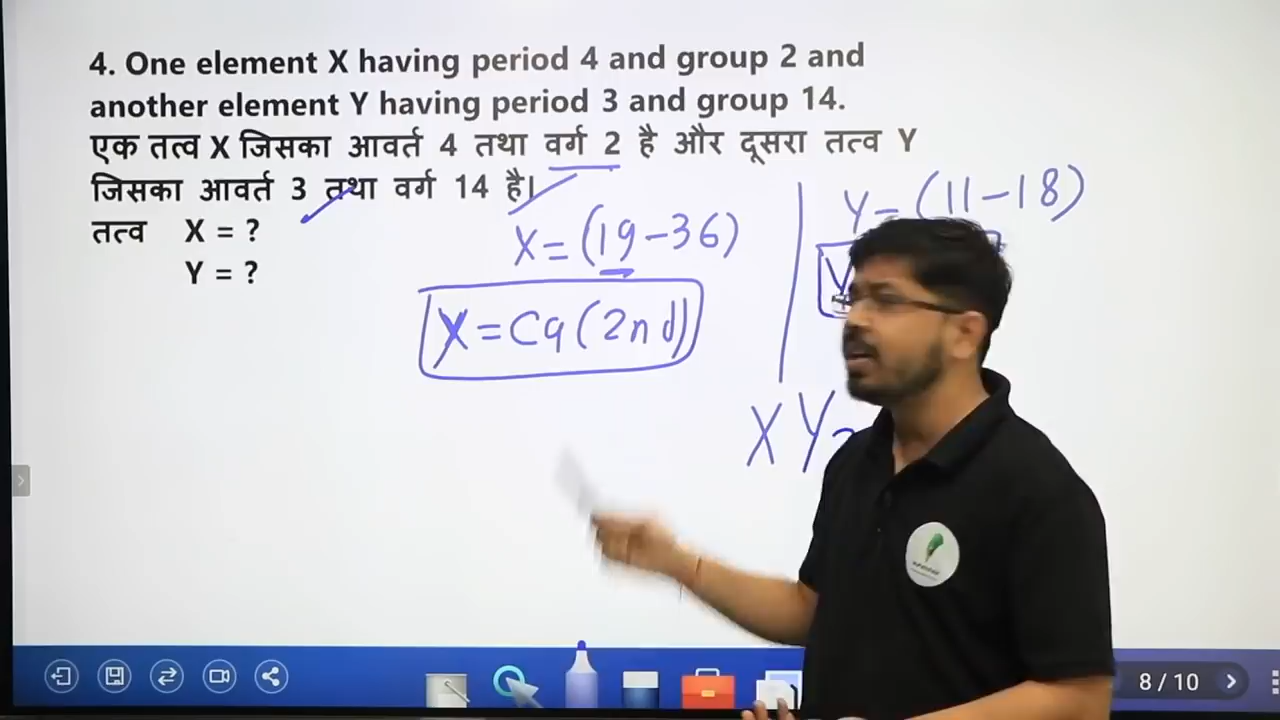 4. One element X having period 4 and group 2 and
another element Y having period 3 and group 14.
एक तत्व X जिसका आवर्त 4 तथा वर्ग 2 है और दूसरा तत्व Y
जिसका आवर्त 3 तथा वर्ग 14 है।
तत्व X = ?
Y = ?
X = (19-36)
X = Ca (2nd)
Y = (11-18)
Y
XY=
8 / 10